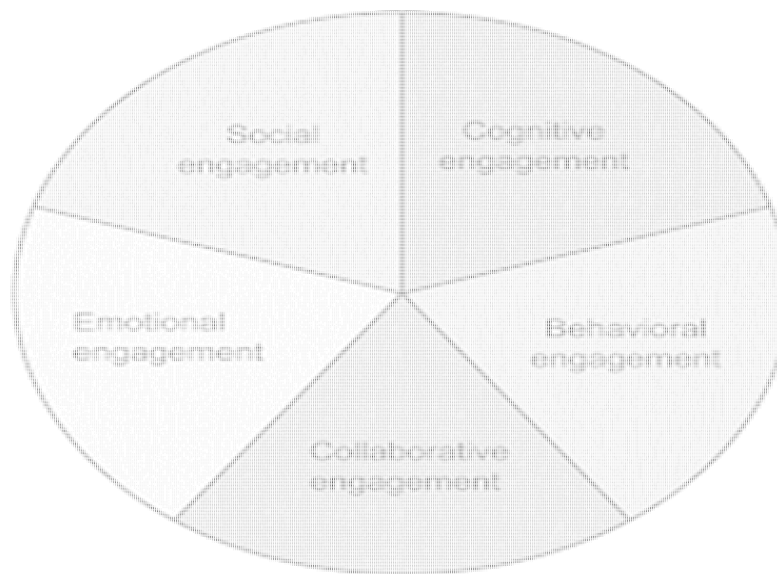 Social
engagement
Cognitive
engagement
Emotional
engagement
Behavioral
engagement
Collaborative
engagement